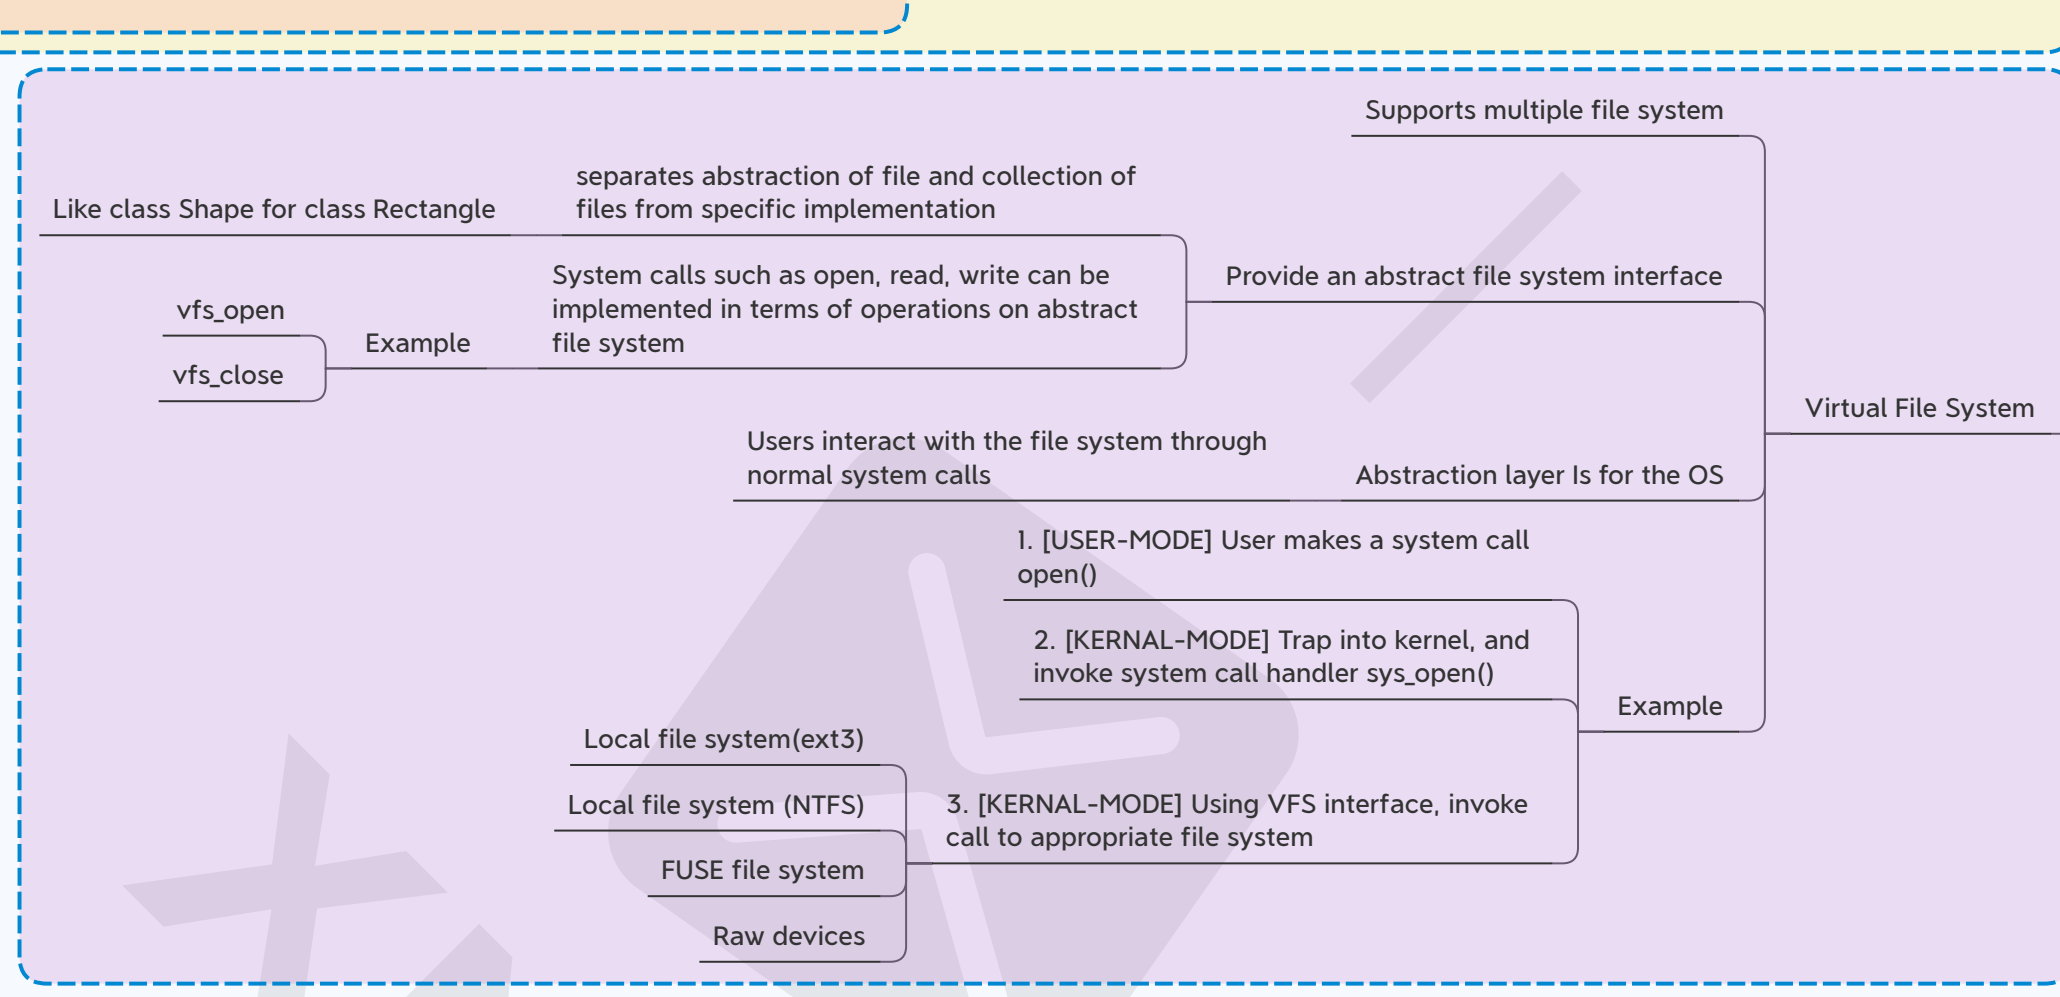 Supports multiple file system
separates abstraction of file and collection of
files from specific implementation
Like class Shape for class Rectangle
System calls such as open, read, write can be
implemented in terms of operations on abstract
file system
Provide an abstract file system interface
vfs_open
Example
vfs_close
Virtual File System
Users interact with the file system through
normal system calls
Abstraction layer Is for the OS
1. [USER-MODE] User makes a system call
open()
2. [KERNAL-MODE] Trap into kernel, and
invoke system call handler sys_open()
Example
Local file system(ext3)
Local file system (NTFS)
3. [KERNAL-MODE] Using VFS interface, invoke
call to appropriate file system
FUSE file system
Raw devices